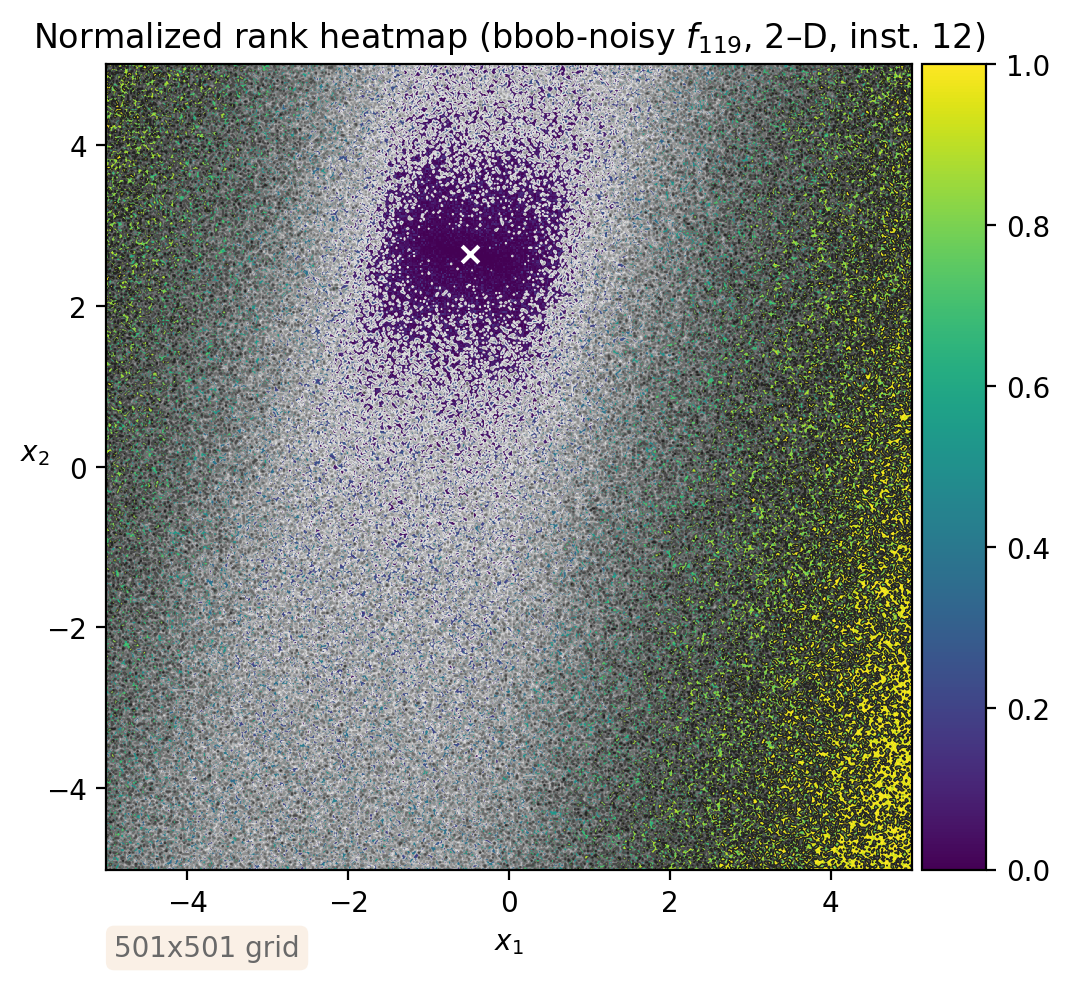 Normalized rank heatmap (bbob-noisy f₁₁₉, 2–D, inst. 12)
1.0
0.8
0.6
0.4
0.2
0.0
4
2
0
−2
−4
x₂
−4 −2 0 2 4
x₁
501x501 grid